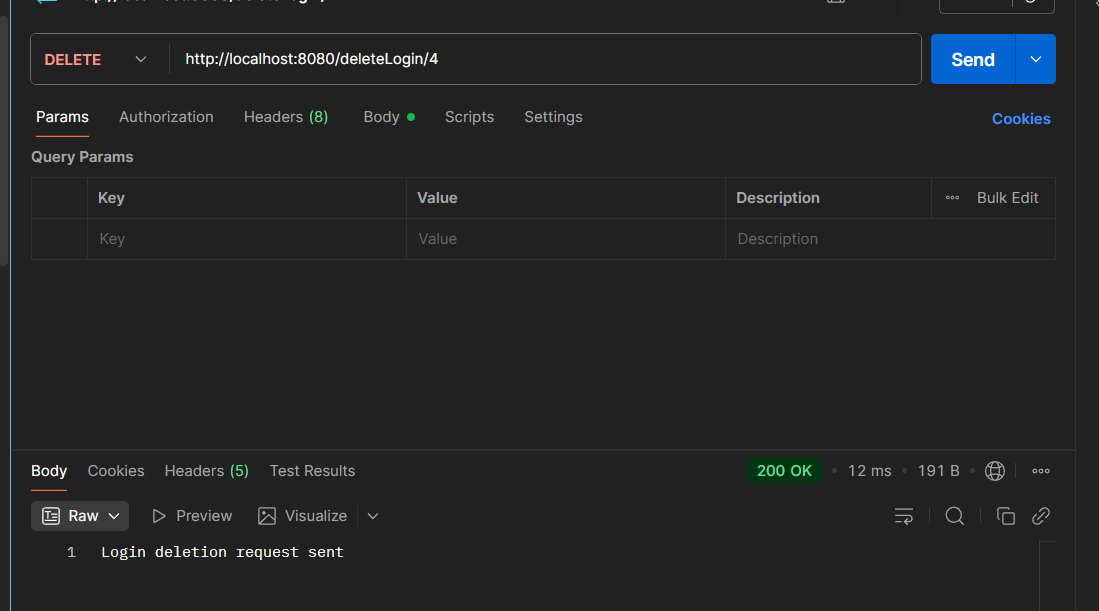 DELETE http://localhost:8080/deleteLogin/4 Send
Params Authorization Headers (8) Body Scripts Settings Cookies
Query Params
Key Value Description Bulk Edit
Key Value Description
Body Cookies Headers (5) Test Results 200 OK 12 ms 191 B
Raw Preview Visualize
1 Login deletion request sent